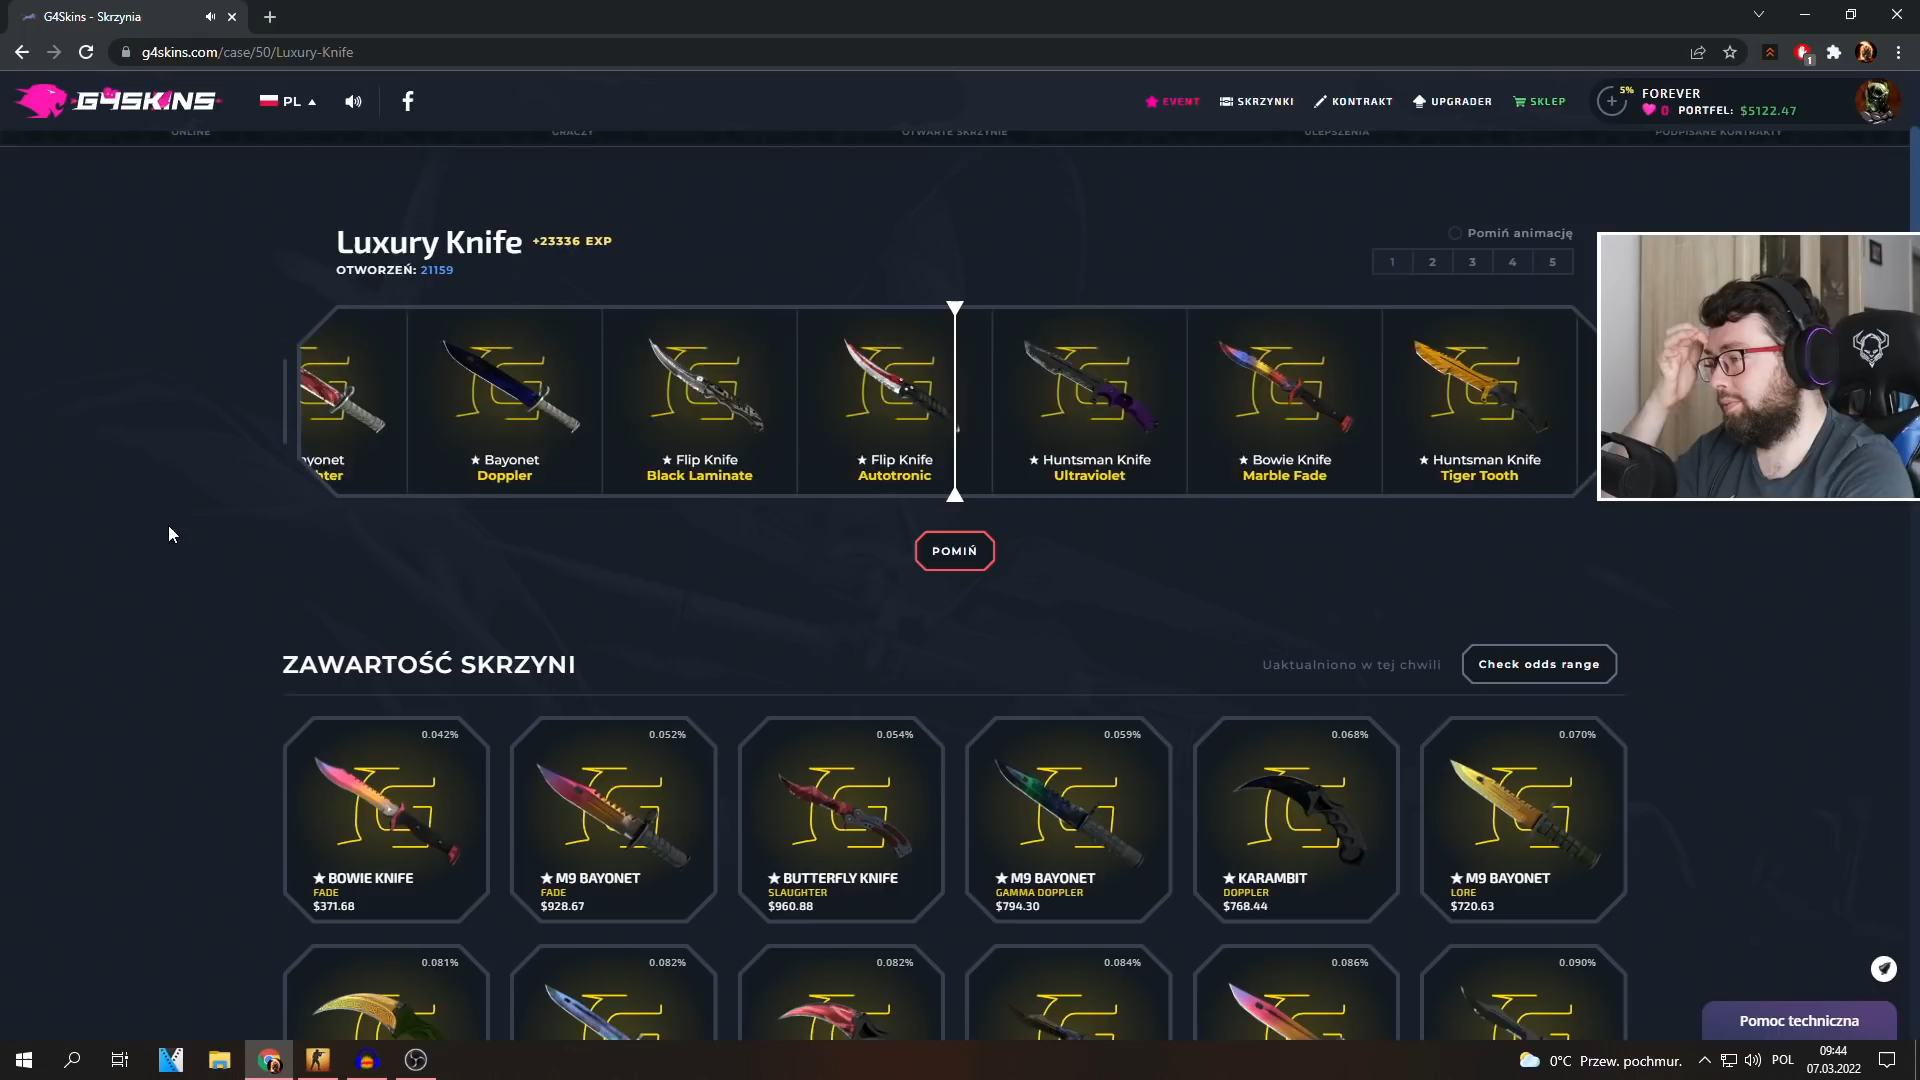 G4Skins - Skrzynia
g4skins.com/case/50/Luxury-Knife
1
G4SKINS
PL
EVENT
SKRZYNKI
KONTRAKT
UPGRADER
SKLEP
5%
FOREVER
0 PORTFEL: $5122.47
ONLINE
GRACZY
OTWARTE SKRZYNIE
ULEPSZENIA
PODPISANE KONTRAKTY
Luxury Knife +23336 EXP
OTWORZEŃ: 21159
Pomiń animację
1 2 3 4 5
★ Bayonet
Doppler
★ Flip Knife
Black Laminate
★ Flip Knife
Autotronic
★ Huntsman Knife
Ultraviolet
★ Bowie Knife
Marble Fade
★ Huntsman Knife
Tiger Tooth
POMIŃ
ZAWARTOŚĆ SKRZYNI
Uaktualniono w tej chwili
Check odds range
0.042%
★ BOWIE KNIFE
FADE
$371.68
0.052%
★ M9 BAYONET
FADE
$928.67
0.054%
★ BUTTERFLY KNIFE
SLAUGHTER
$960.88
0.059%
★ M9 BAYONET
GAMMA DOPPLER
$794.30
0.068%
★ KARAMBIT
DOPPLER
$768.44
0.070%
★ M9 BAYONET
LORE
$720.63
0.081%
0.082%
0.082%
0.084%
0.086%
0.090%
Pomoc techniczna
0°C Przew. pochmur.
POL
09:44
07.03.2022